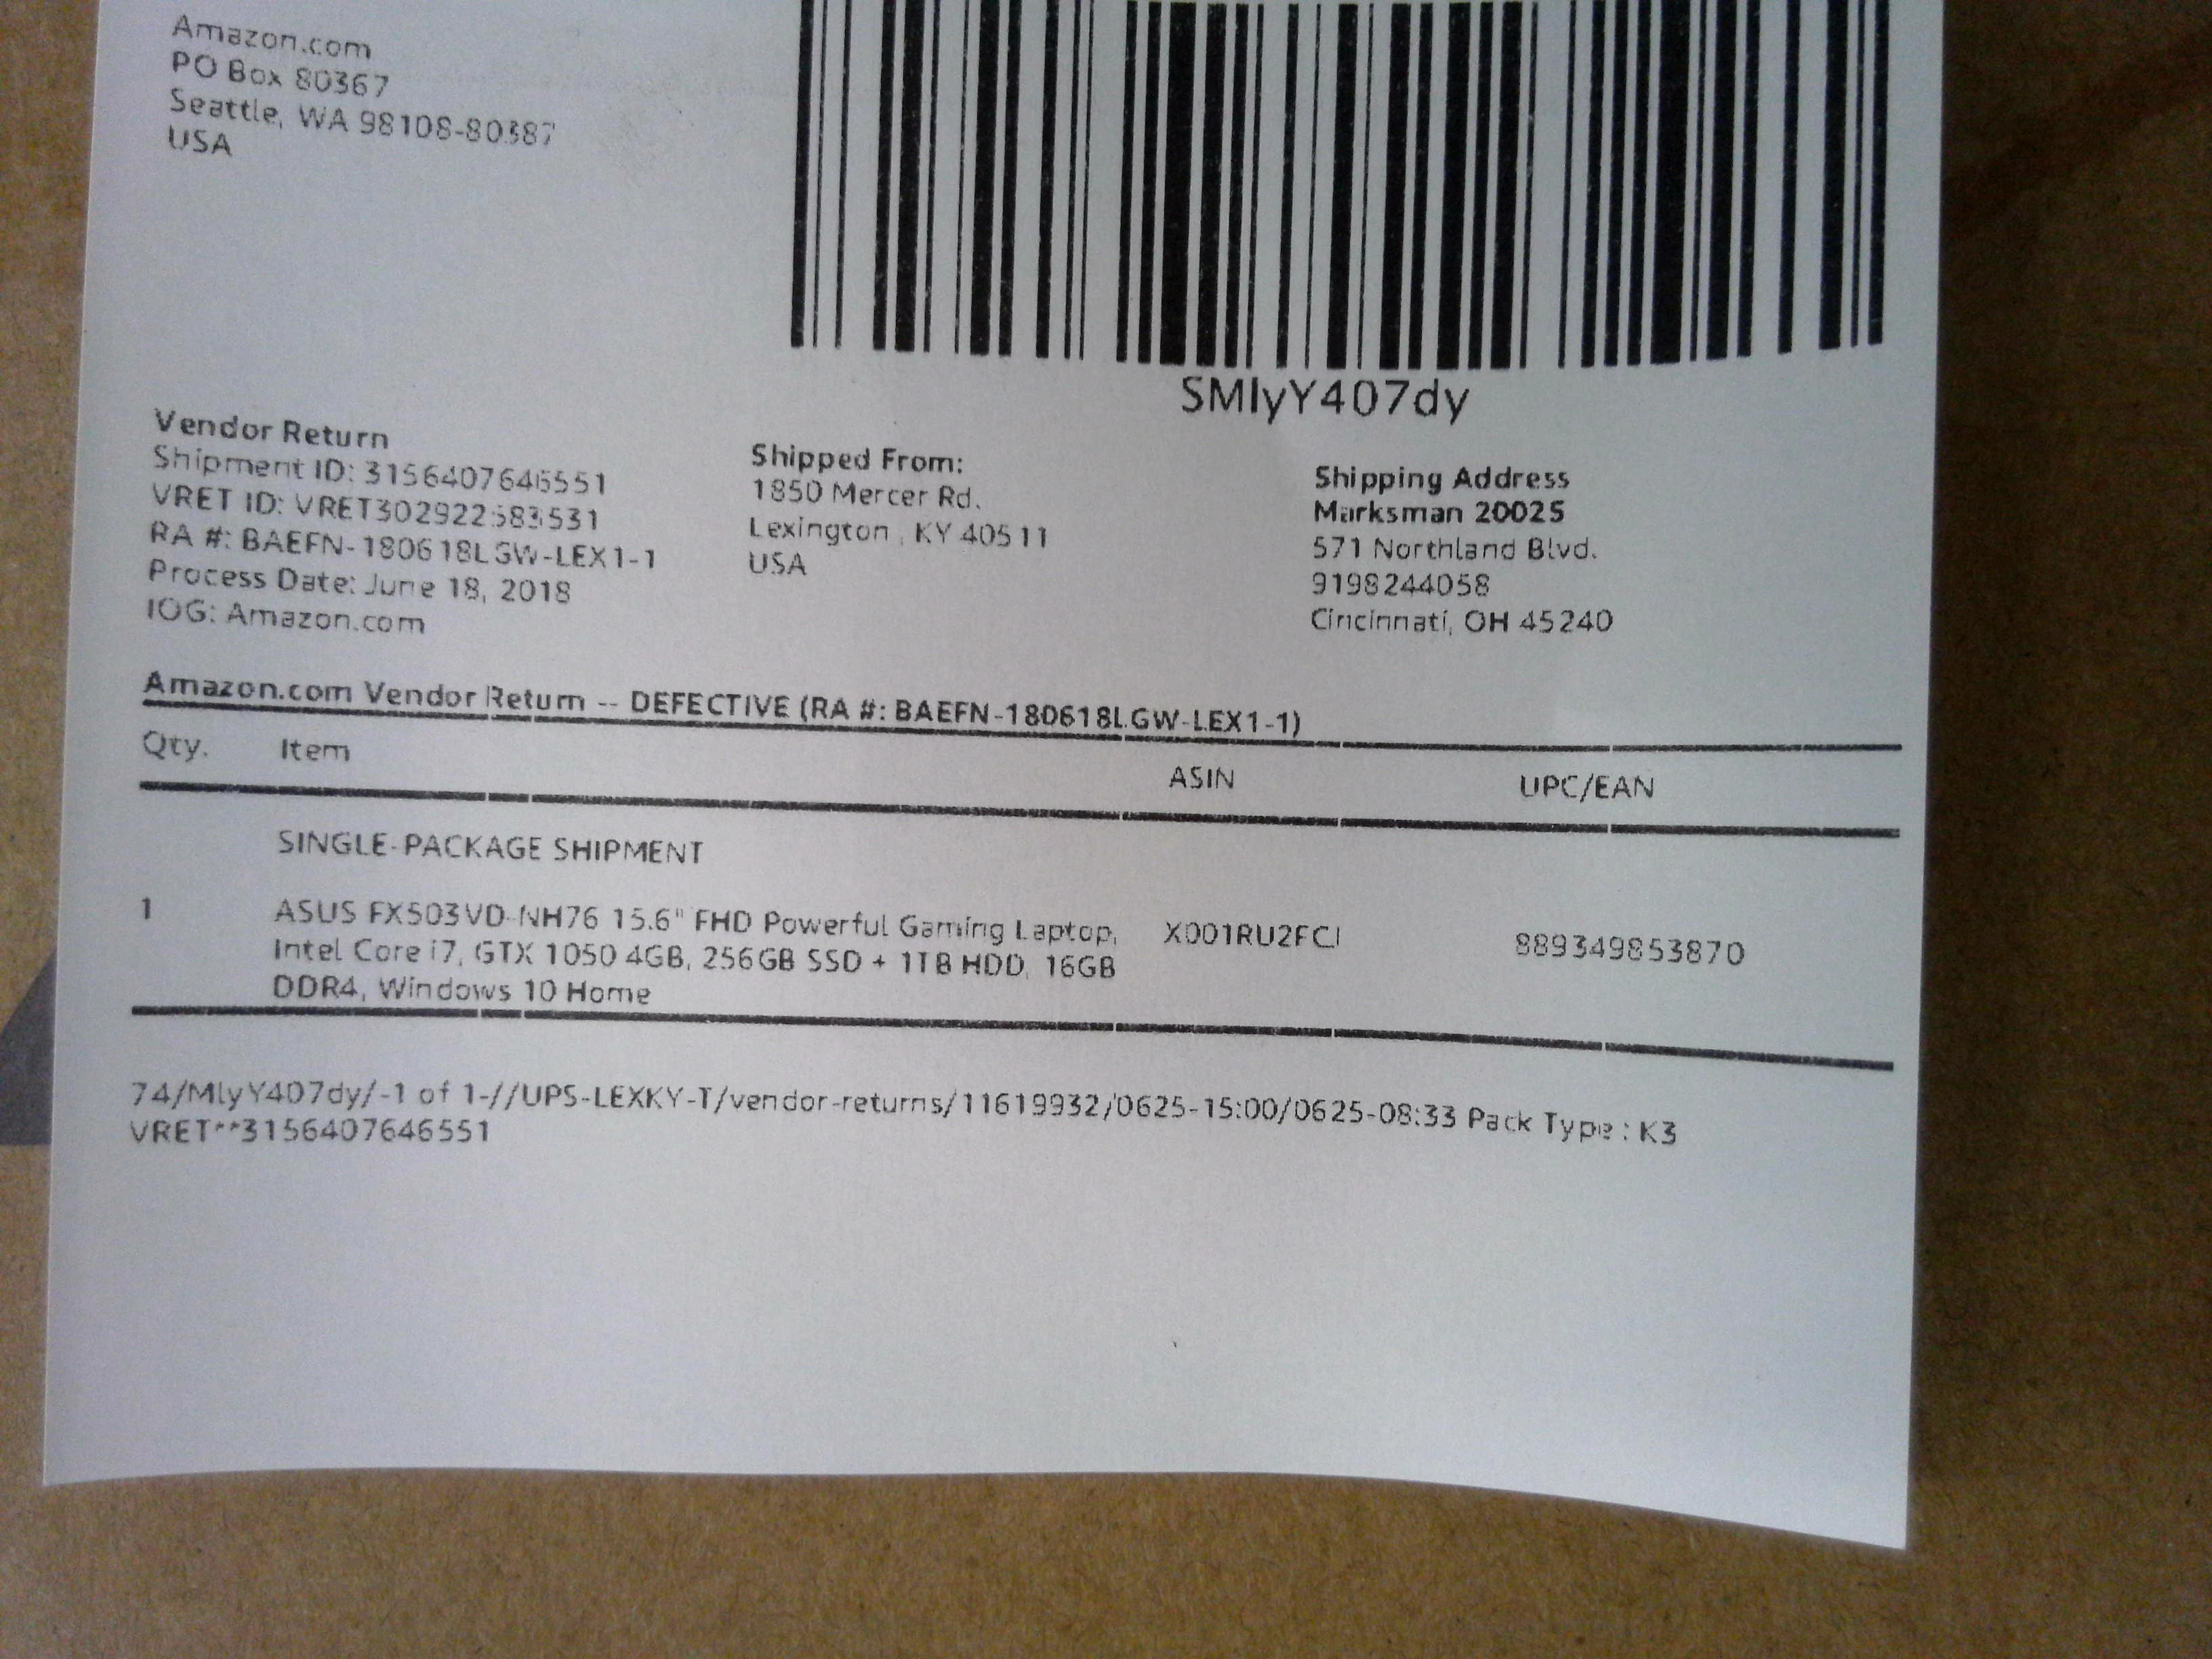 Amazon.com
PO Box 80367
Seattle, WA 98108-80387
USA
SMlyY407dy
Vendor Return
Shipment ID: 3156407646551
VRET ID: VRET302922583531
RA #: BAEFN-180618LGW-LEX1-1
Process Date: June 18, 2018
IOG: Amazon.com
Shipped From:
1850 Mercer Rd.
Lexington , KY 40511
USA
Shipping Address
Marksman 20025
571 Northland Blvd.
9198244058
Cincinnati, OH 45240
Amazon.com Vendor Return -- DEFECTIVE (RA #: BAEFN-180618LGW-LEX1-1)
Qty. Item ASIN UPC/EAN
SINGLE-PACKAGE SHIPMENT
1 ASUS FX503VD-NH76 15.6" FHD Powerful Gaming Laptop, X001RU2FCJ 889349853870
Intel Core i7, GTX 1050 4GB, 256GB SSD + 1TB HDD, 16GB
DDR4, Windows 10 Home
74/MlyY407dy/-1 of 1-//UPS-LEXKY-T/vendor-returns/11619932/0625-15:00/0625-08:33 Pack Type : K3
VRET**3156407646551